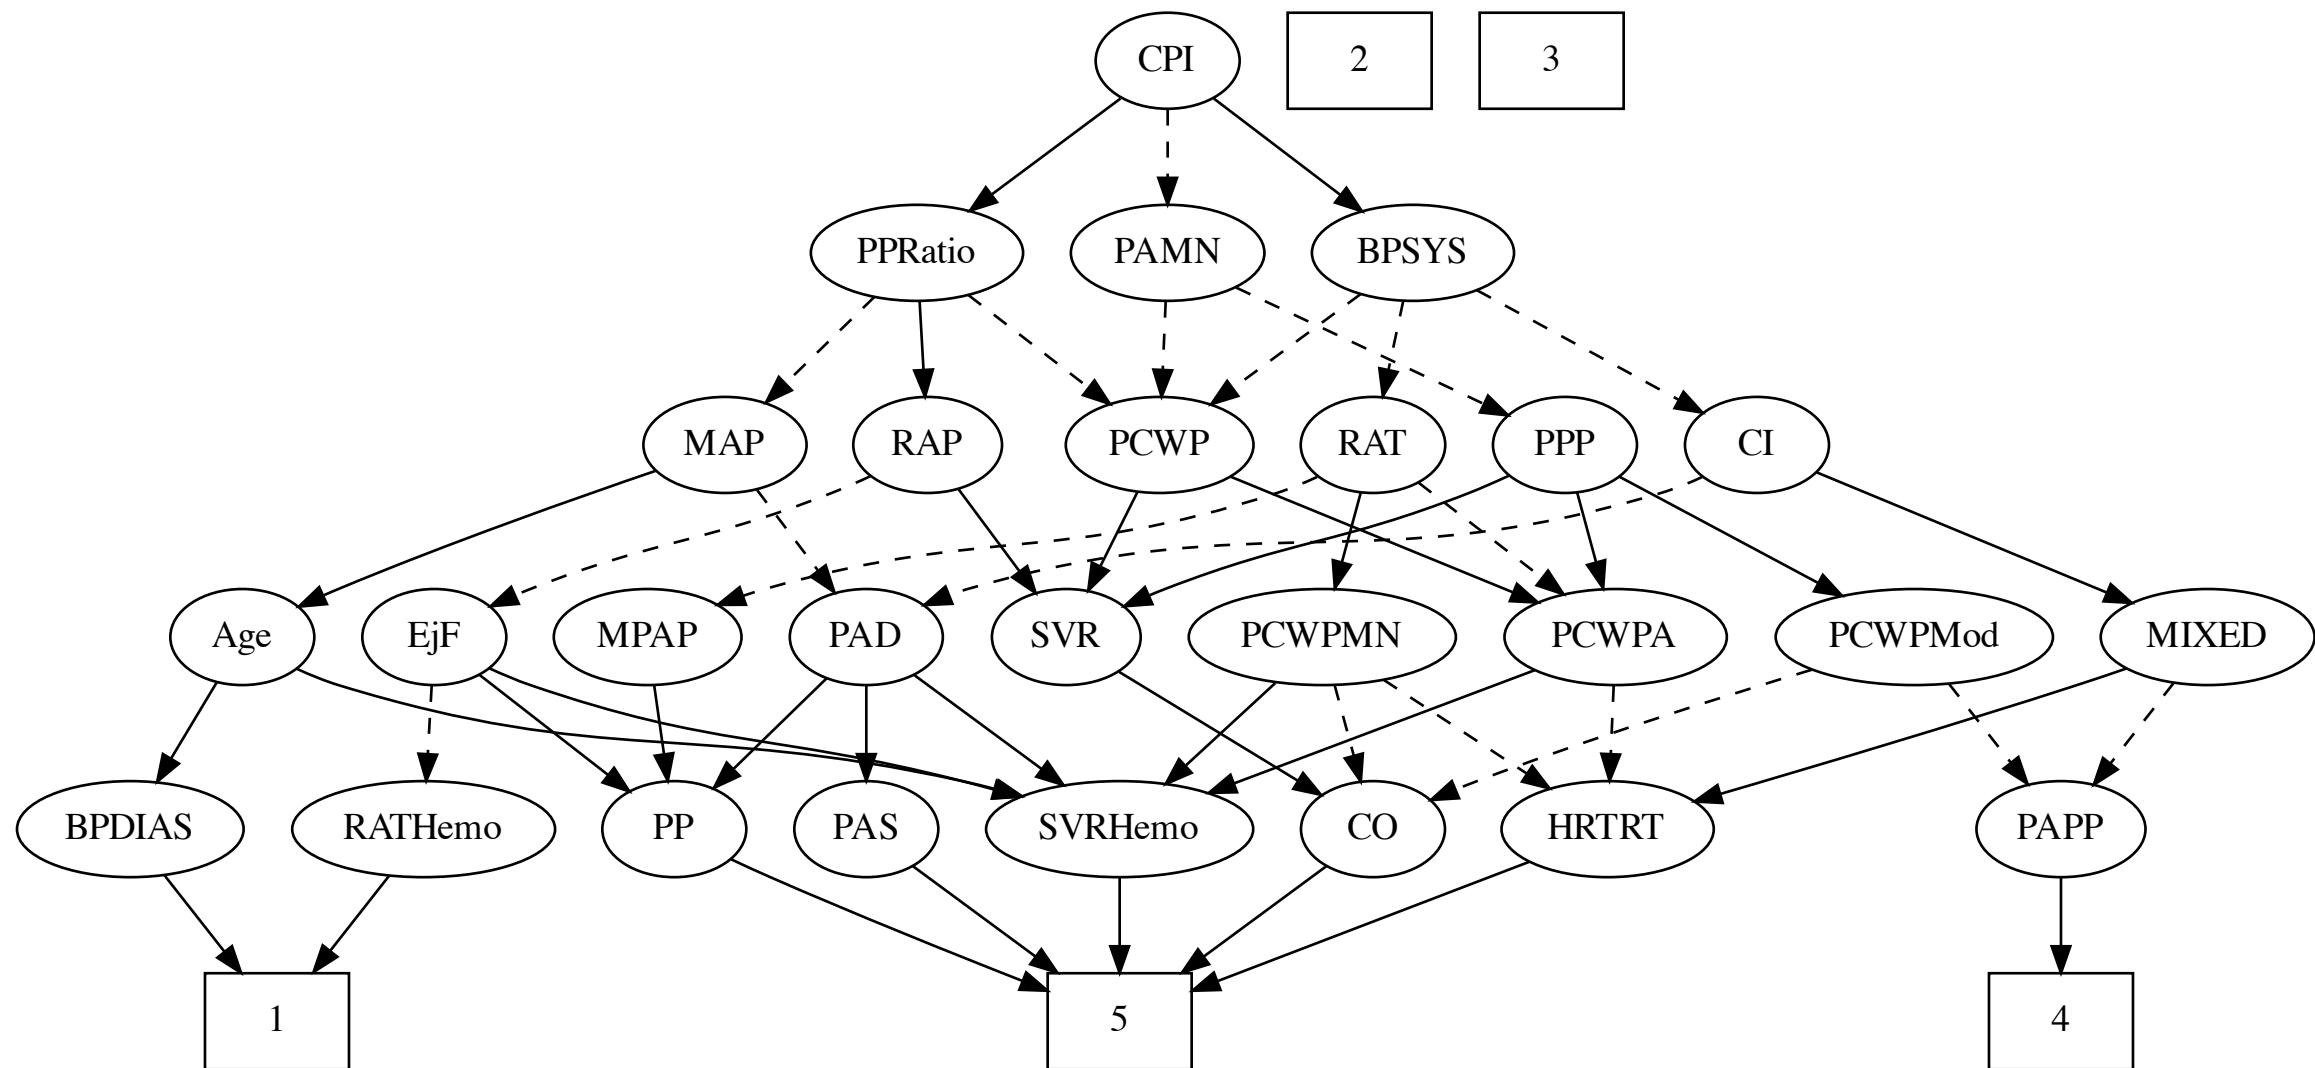 CPI
2
3
PPRatio
PAMN
BPSYS
MAP
RAP
PCWP
RAT
PPP
CI
Age
EjF
MPAP
PAD
SVR
PCWPMN
PCWPA
PCWPMod
MIXED
BPDIAS
RATHemo
PP
PAS
SVRHemo
CO
HRTRT
PAPP
1
5
4